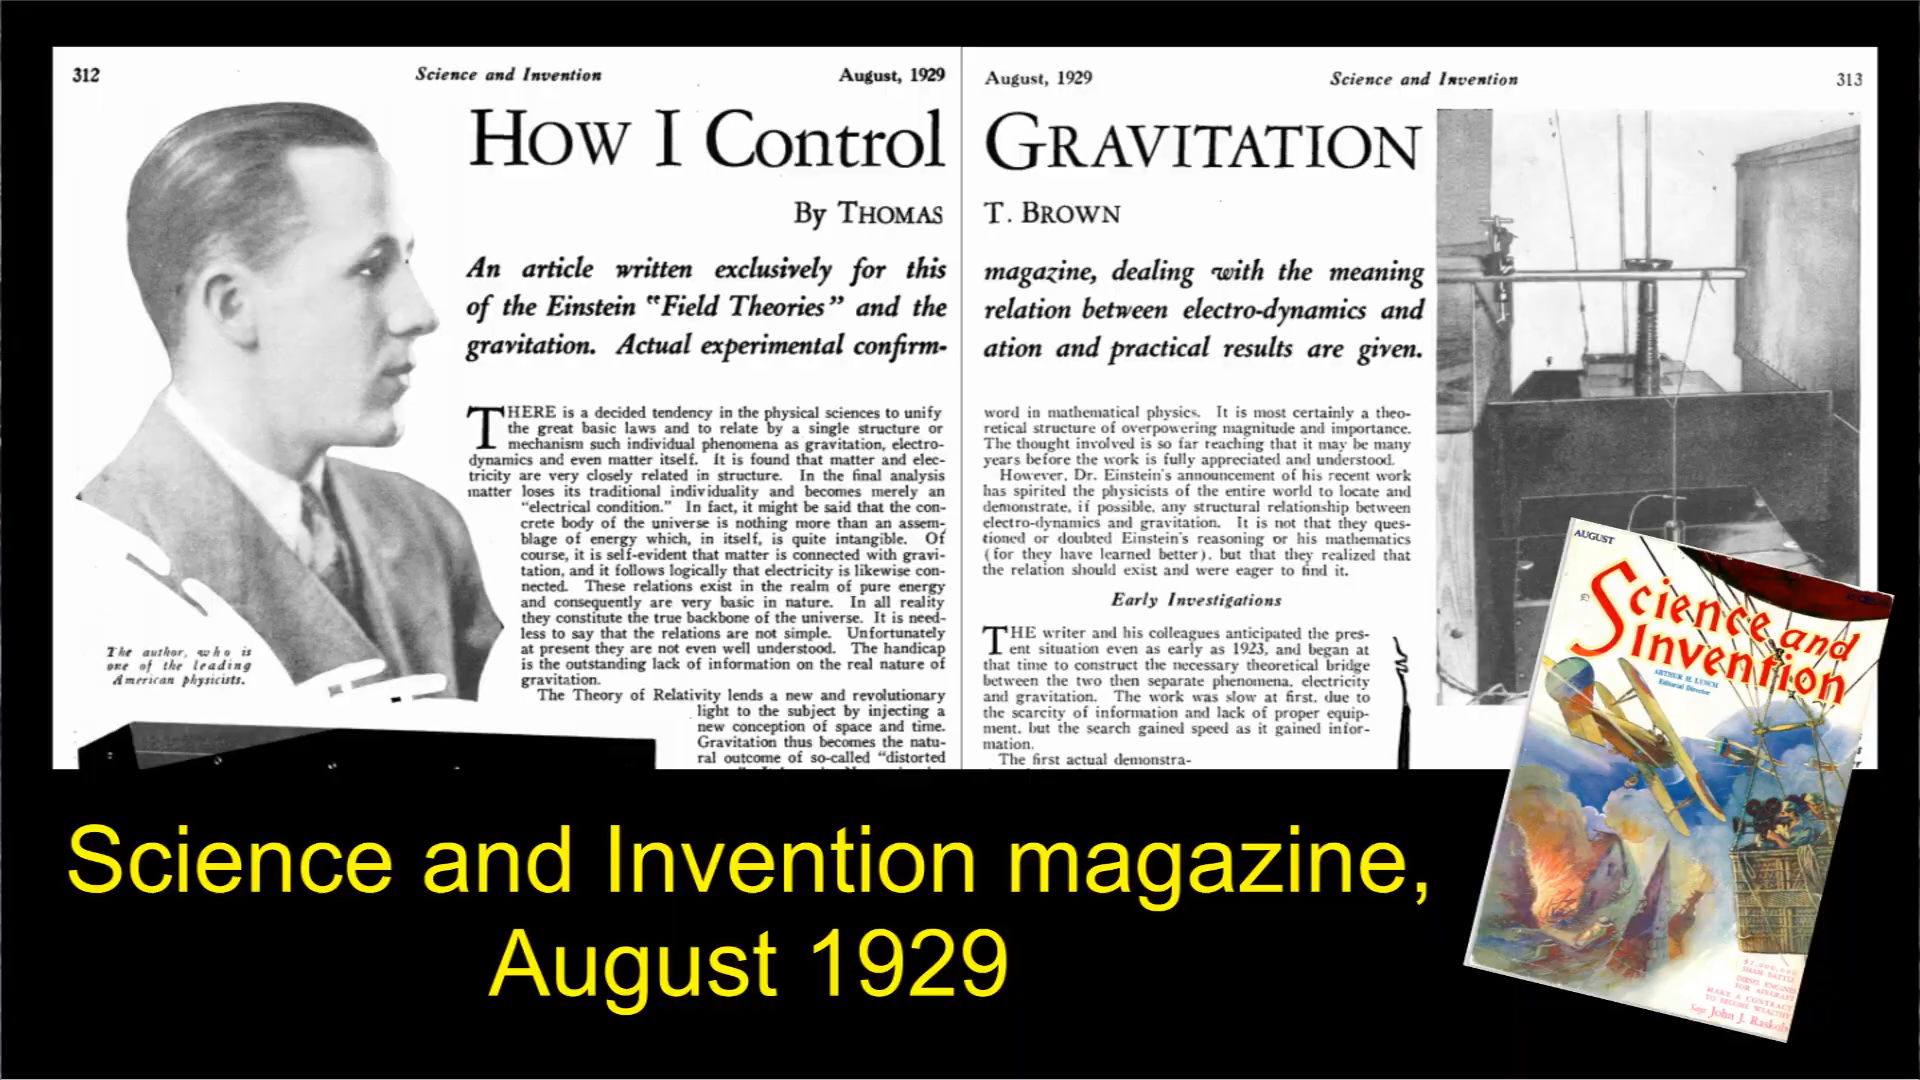 312 Science and Invention August, 1929
How I Control
By Thomas
An article written exclusively for this
of the Einstein "Field Theories" and the
gravitation. Actual experimental confirm-
THERE is a decided tendency in the physical sciences to unify
the great basic laws and to relate by a single structure or
mechanism such individual phenomena as gravitation, electro-
dynamics and even matter itself. It is found that matter and elec-
tricity are very closely related in structure. In the final analysis
matter loses its traditional individuality and becomes merely an
"electrical condition." In fact, it might be said that the con-
crete body of the universe is nothing more than an assem-
blage of energy which, in itself, is quite intangible. Of
course, it is self-evident that matter is connected with gravi-
tation, and it follows logically that electricity is likewise con-
nected. These relations exist in the realm of pure energy
and consequently are very basic in nature. In all reality
they constitute the true backbone of the universe. It is need-
less to say that the relations are not simple. Unfortunately
at present they are not even well understood. The handicap
is the outstanding lack of information on the real nature of
gravitation.
The Theory of Relativity lends a new and revolutionary
light to the subject by injecting a
new conception of space and time.
Gravitation thus becomes the natu-
ral outcome of so-called "distorted
The author, who is
one of the leading
American physicists.
August, 1929 Science and Invention 313
GRAVITATION
T. BROWN
magazine, dealing with the meaning
relation between electro-dynamics and
ation and practical results are given.
word in mathematical physics. It is most certainly a theo-
retical structure of overpowering magnitude and importance.
The thought involved is so far reaching that it may be many
years before the work is fully appreciated and understood.
However, Dr. Einstein's announcement of his recent work
has spirited the physicists of the entire world to locate and
demonstrate, if possible, any structural relationship between
electro-dynamics and gravitation. It is not that they ques-
tioned or doubted Einstein's reasoning or his mathematics
(for they have learned better), but that they realized that
the relation should exist and were eager to find it.
Early Investigations
THE writer and his colleagues anticipated the pres-
ent situation even as early as 1923, and began at
that time to construct the necessary theoretical bridge
between the two then separate phenomena, electricity
and gravitation. The work was slow at first, due to
the scarcity of information and lack of proper equip-
ment, but the search gained speed as it gained infor-
mation.
The first actual demonstra-
AUGUST
Science and
Invention
ARTHUR H. LYNCH
Editorial Director
SHAM BATTLE
DIESEL ENGINES
FOR AIRCRAFT
MAKE A CONTRACT
TO BECOME WEALTHY
Says John J. Raskob
Science and Invention magazine,
August 1929